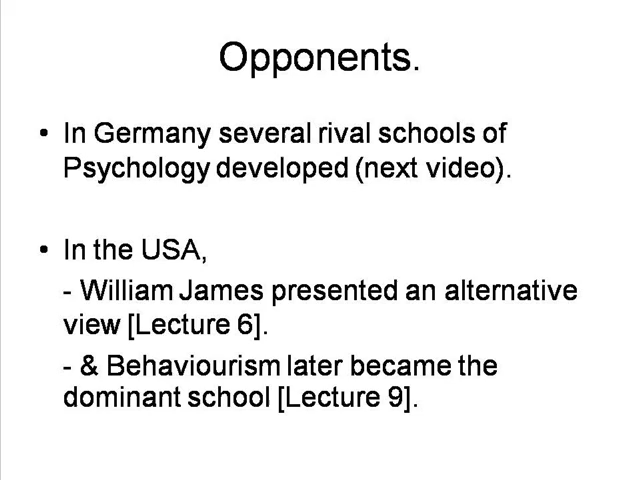 Opponents.
• In Germany several rival schools of
Psychology developed (next video).
• In the USA,
- William James presented an alternative
view [Lecture 6].
- & Behaviourism later became the
dominant school [Lecture 9].